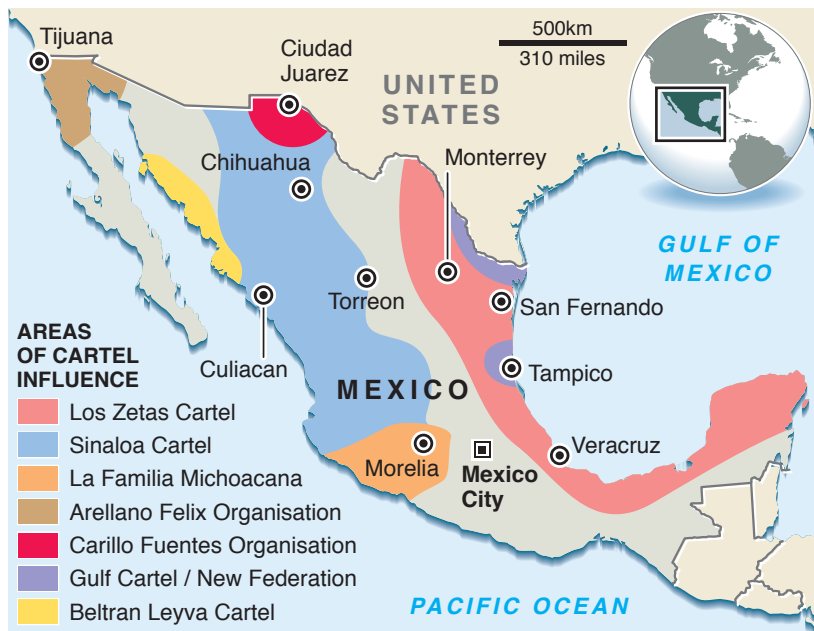 Tijuana
Ciudad
Juarez
500km
310 miles
UNITED
STATES
Chihuahua
Monterrey
GULF OF
MEXICO
Torreon
San Fernando
Culiacan
MEXICO
Tampico
Morelia
Mexico
City
Veracruz
AREAS
OF CARTEL
INFLUENCE
Los Zetas Cartel
Sinaloa Cartel
La Familia Michoacana
Arellano Felix Organisation
Carillo Fuentes Organisation
Gulf Cartel / New Federation
Beltran Leyva Cartel
PACIFIC OCEAN